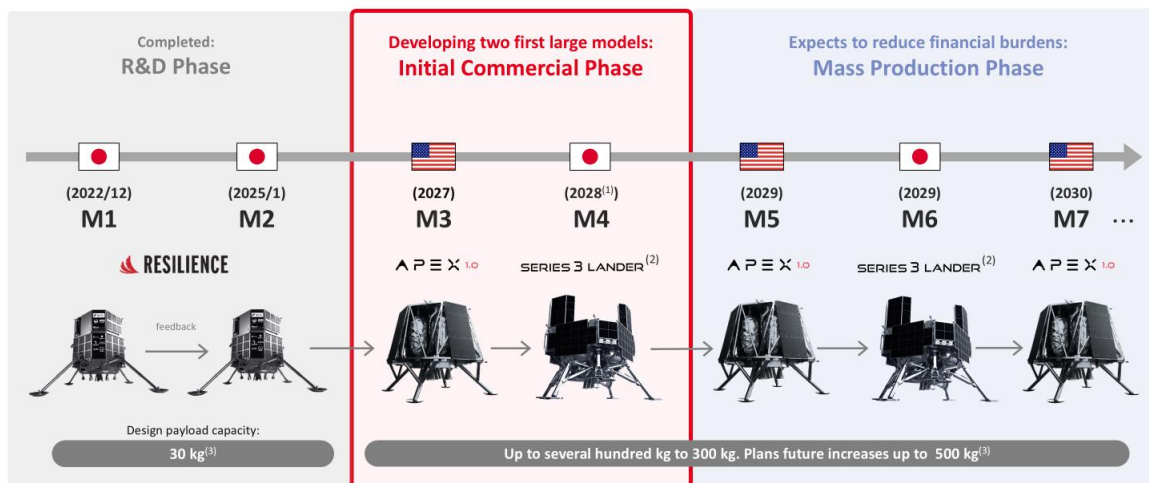 Completed:
R&D Phase
Developing two first large models:
Initial Commercial Phase
Expects to reduce financial burdens:
Mass Production Phase
(2022/12)
M1
(2025/1)
M2
(2027)
M3
(2028(1))
M4
(2029)
M5
(2029)
M6
(2030)
M7
...
RESILIENCE
APEX 1.0
SERIES 3 LANDER(2)
APEX 1.0
SERIES 3 LANDER(2)
APEX 1.0
feedback
Design payload capacity:
30 kg(3)
Up to several hundred kg to 300 kg. Plans future increases up to 500 kg(3)